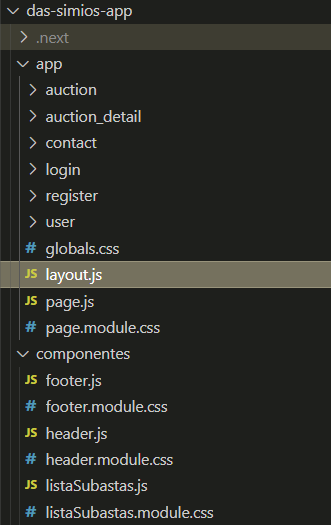 das-simios-app
.next
app
auction
auction_detail
contact
login
register
user
# globals.css
JS layout.js
JS page.js
# page.module.css
componentes
JS footer.js
# footer.module.css
JS header.js
# header.module.css
JS listaSubastas.js
# listaSubastas.module.css